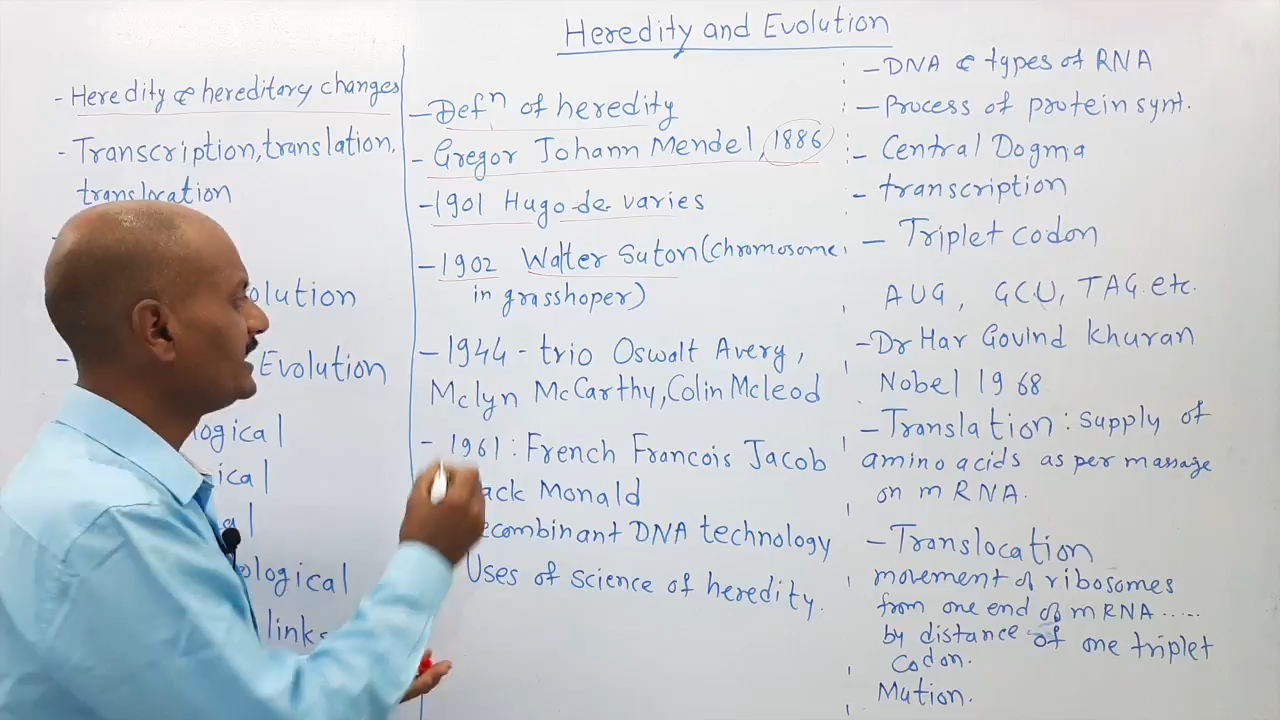 Heredity and Evolution
- Heredity & hereditary changes
- Transcription, translation,
translocation
olution
Evolution
ogical
ical
al
ological
links
- Defⁿ of heredity
- Gregor Johann Mendel, 1886
- 1901 Hugo de varies
- 1902 Walter Suton (chromosome
in grasshoper)
- 1944 - trio Oswalt Avery,
Mclyn McCarthy, Colin Mcleod
- 1961 : French Francois Jacob
ack Monald
ecombinant DNA technology
Uses of science of heredity.
- DNA & types of RNA
- Process of protein synt.
- Central Dogma
- transcription
- Triplet codon
AUG, GCU, TAG etc.
- Dr Har Govind Khuran
Nobel 1968
- Translation : supply of
amino acids as per massage
on mRNA.
- Translocation
movement of ribosomes
from one end of mRNA.....
by distance of one triplet
codon.
Mution.